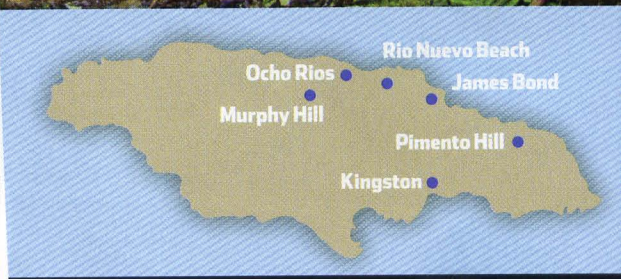 Rio Nuevo Beach
Ocho Rios
James Bond
Murphy Hill
Pimento Hill
Kingston